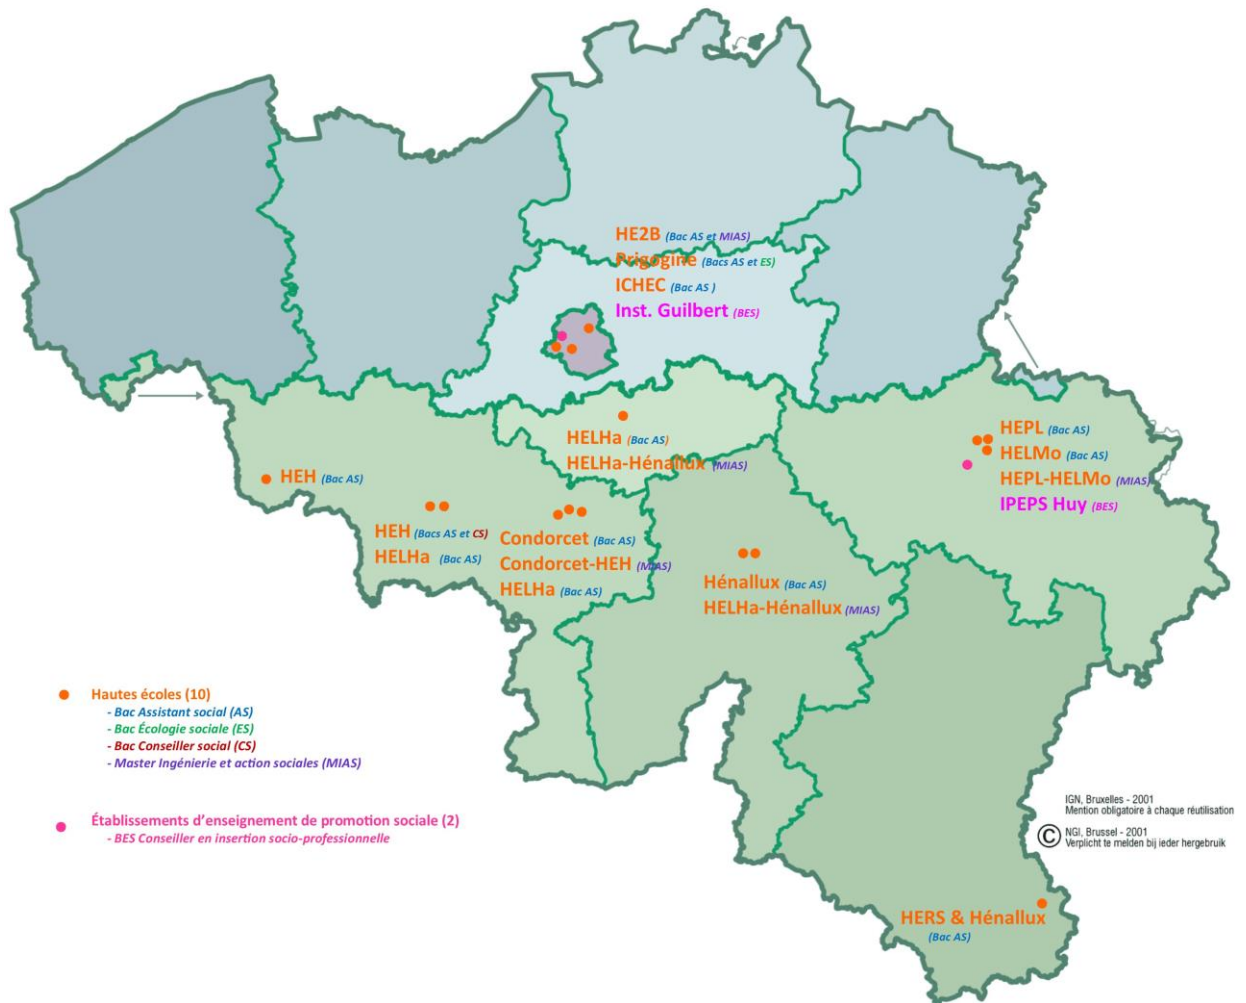 HE2B (Bac AS et MIAS)
Prigogine (Bacs AS et ES)
ICHEC (Bac AS )
Inst. Guilbert (BES)
HELHa (Bac AS)
HELHa-Hénallux (MIAS)
HEPL (Bac AS)
HELMo (Bac AS)
HEPL-HELMo (MIAS)
IPEPS Huy (BES)
HEH (Bac AS)
HEH (Bacs AS et CS)
HELHa (Bac AS)
Condorcet (Bac AS)
Condorcet-HEH (MIAS)
HELHa (Bac AS)
Hénallux (Bac AS)
HELHa-Hénallux (MIAS)
Hautes écoles (10)
- Bac Assistant social (AS)
- Bac Écologie sociale (ES)
- Bac Conseiller social (CS)
- Master Ingénierie et action sociales (MIAS)
Établissements d'enseignement de promotion sociale (2)
- BES Conseiller en insertion socio-professionnelle
IGN, Bruxelles - 2001
Mention obligatoire à chaque réutilisation
© NGI, Brussel - 2001
Verplicht te melden bij ieder hergebruik
HERS & Hénallux
(Bac AS)